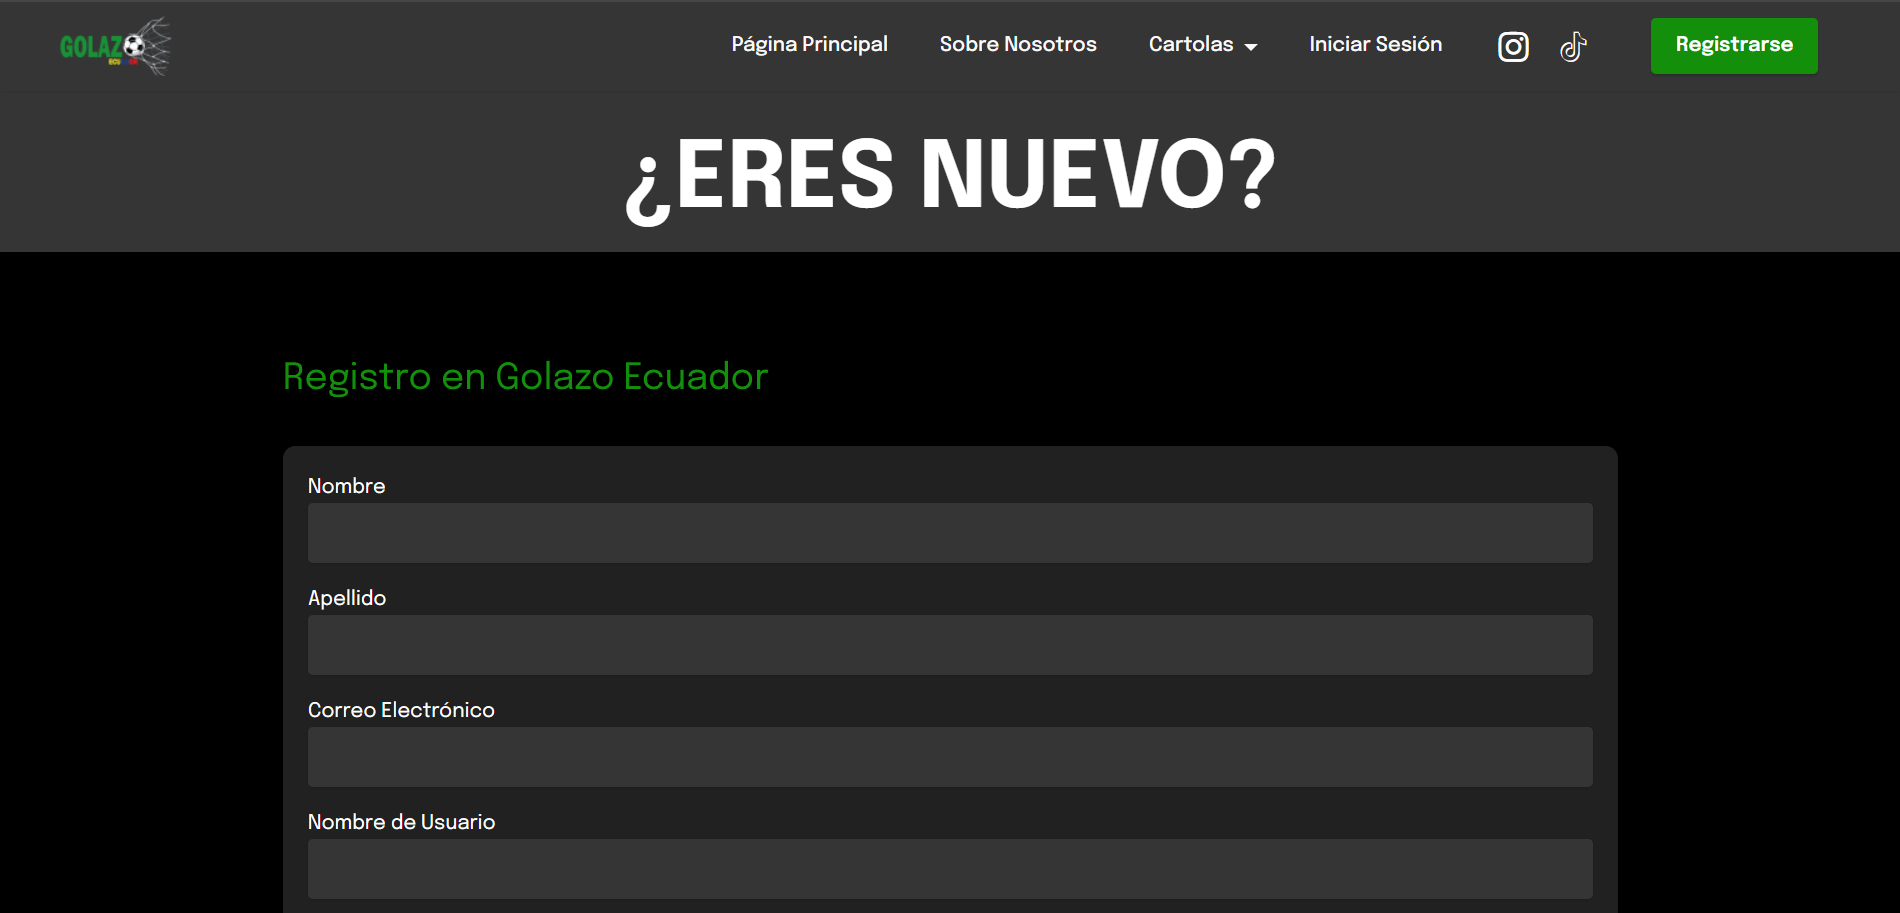 GOLAZO
ECUADOR
Página Principal
Sobre Nosotros
Cartolas
Iniciar Sesión
Registrarse
¿ERES NUEVO?
Registro en Golazo Ecuador
Nombre
Apellido
Correo Electrónico
Nombre de Usuario